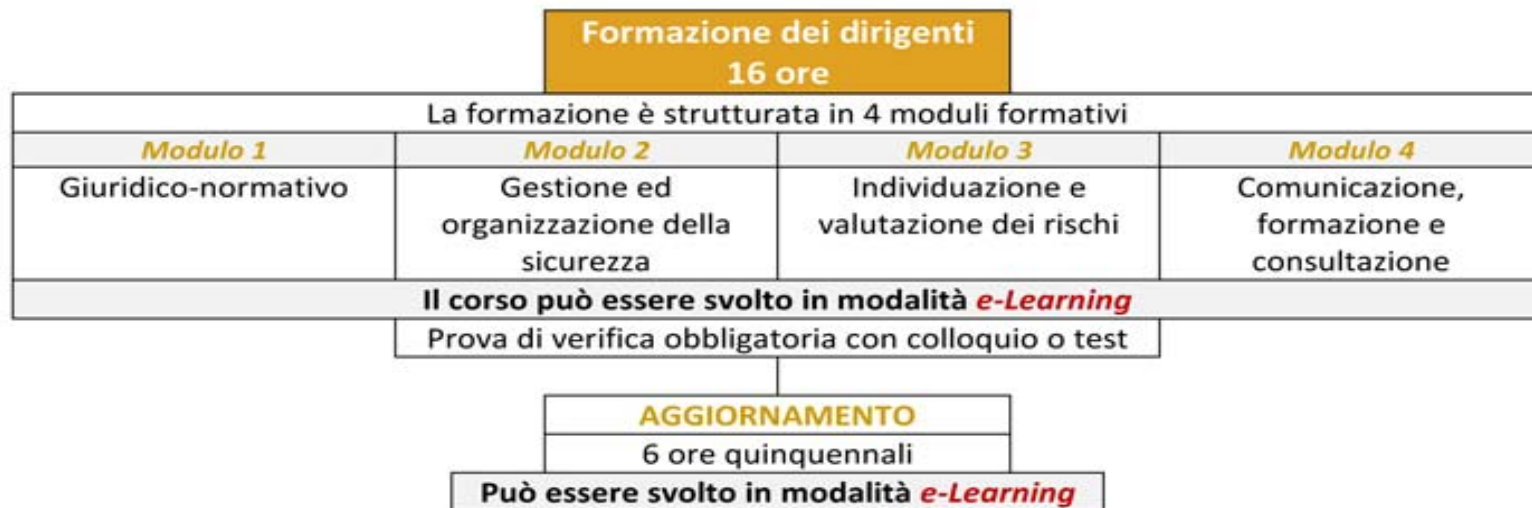 Formazione dei dirigenti
16 ore
La formazione è strutturata in 4 moduli formativi
Modulo 1
Modulo 2
Modulo 3
Modulo 4
Giuridico-normativo
Gestione ed
organizzazione della
sicurezza
Individuazione e
valutazione dei rischi
Comunicazione,
formazione e
consultazione
Il corso può essere svolto in modalità e-Learning
Prova di verifica obbligatoria con colloquio o test
AGGIORNAMENTO
6 ore quinquennali
Può essere svolto in modalità e-Learning